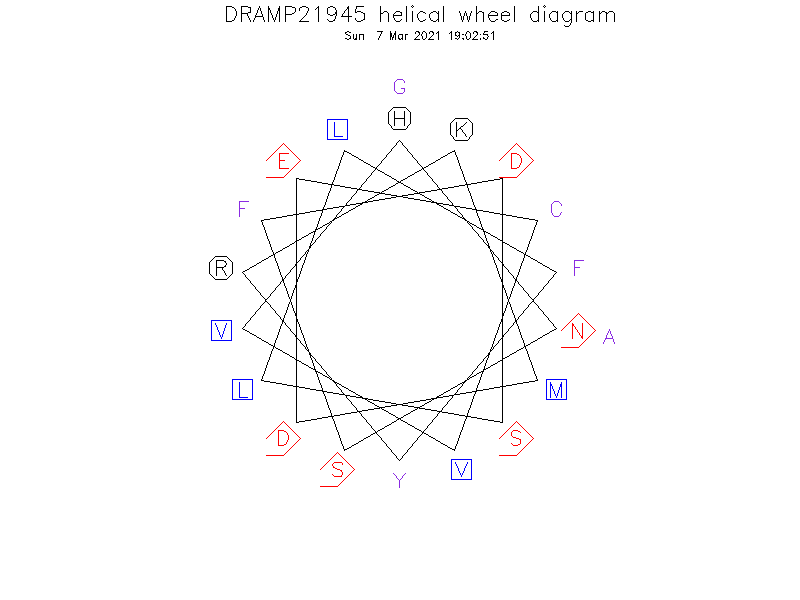 DRAMP21945 helical wheel diagram
Sun 7 Mar 2021 19:02:51
G
L H K
E D
F C
R F
V N A
L M
D S
S V
Y